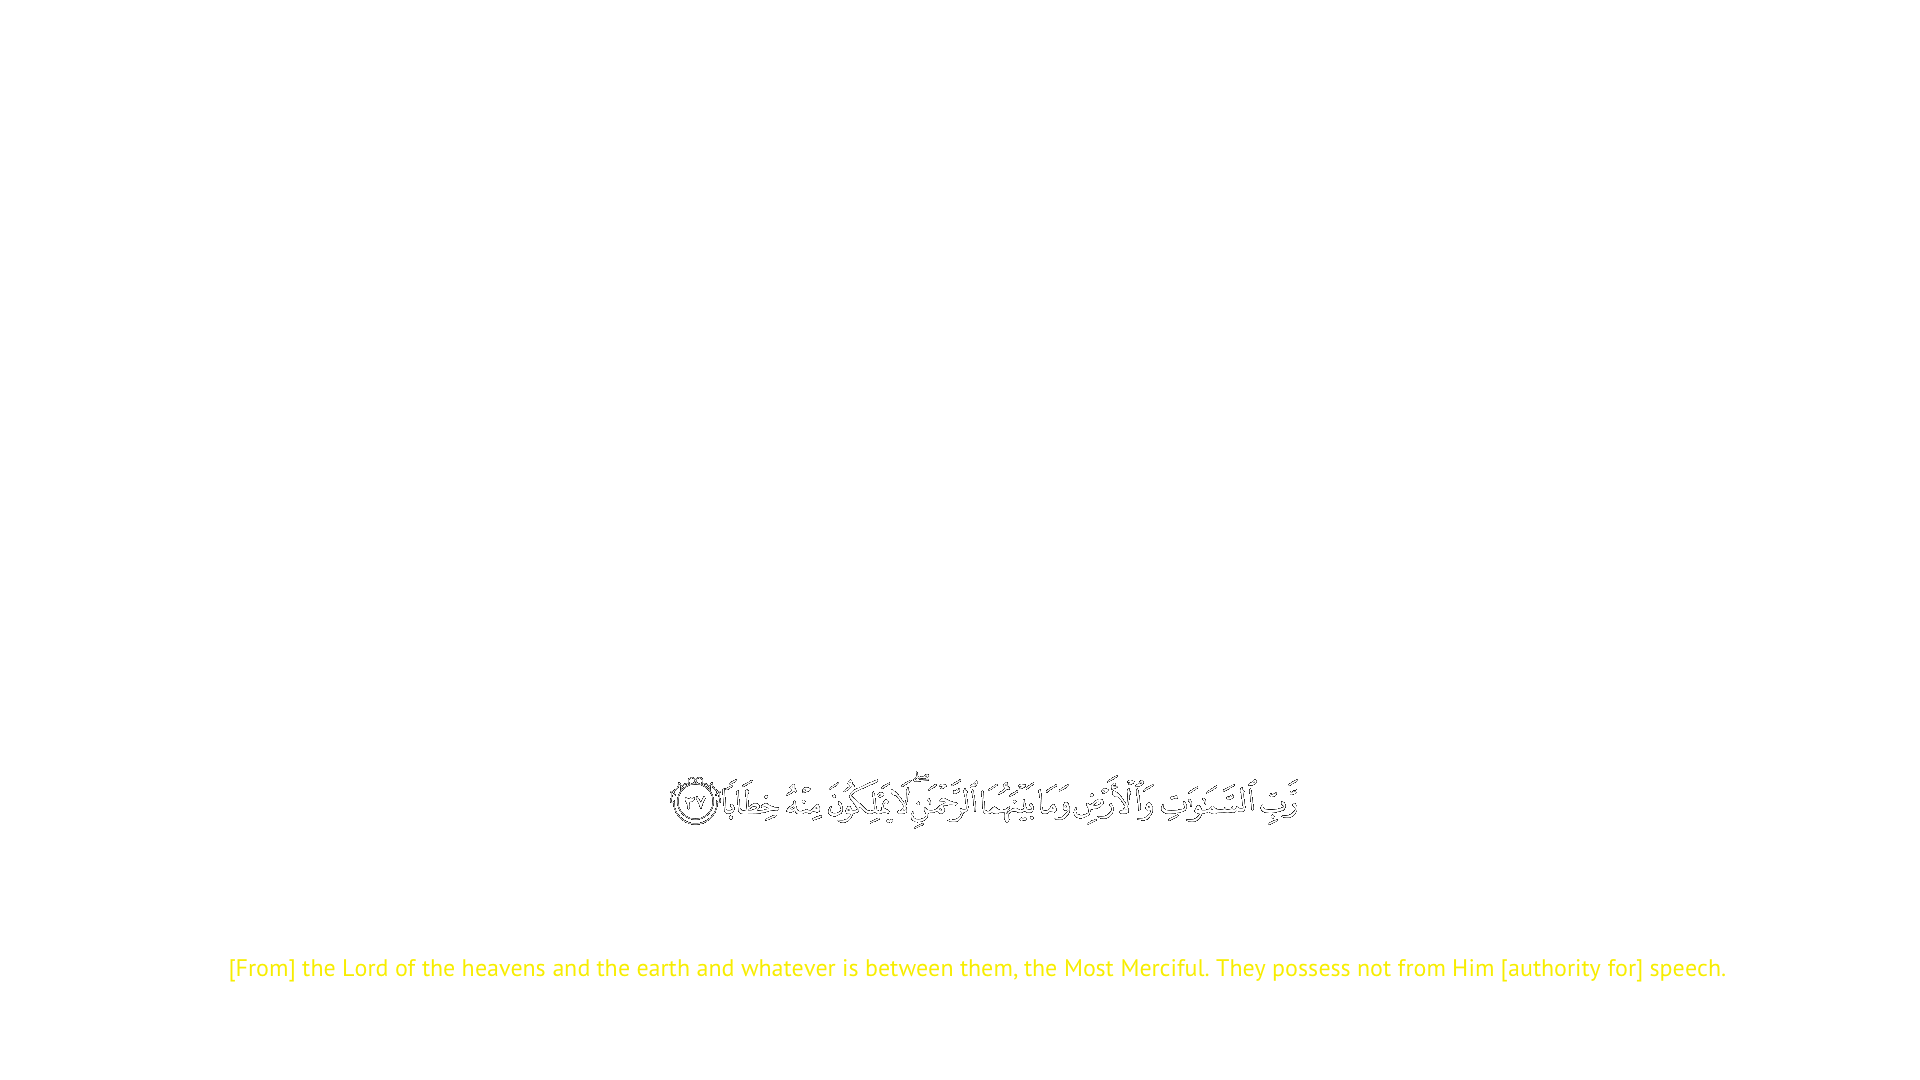 رَّبِّ ٱلسَّمَـٰوَٰتِ وَٱلْأَرْضِ وَمَا بَيْنَهُمَا ٱلرَّحْمَـٰنِ ۖ لَا يَمْلِكُونَ مِنْهُ خِطَابًا ٣٧
[From] the Lord of the heavens and the earth and whatever is between them, the Most Merciful. They possess not from Him [authority for] speech.